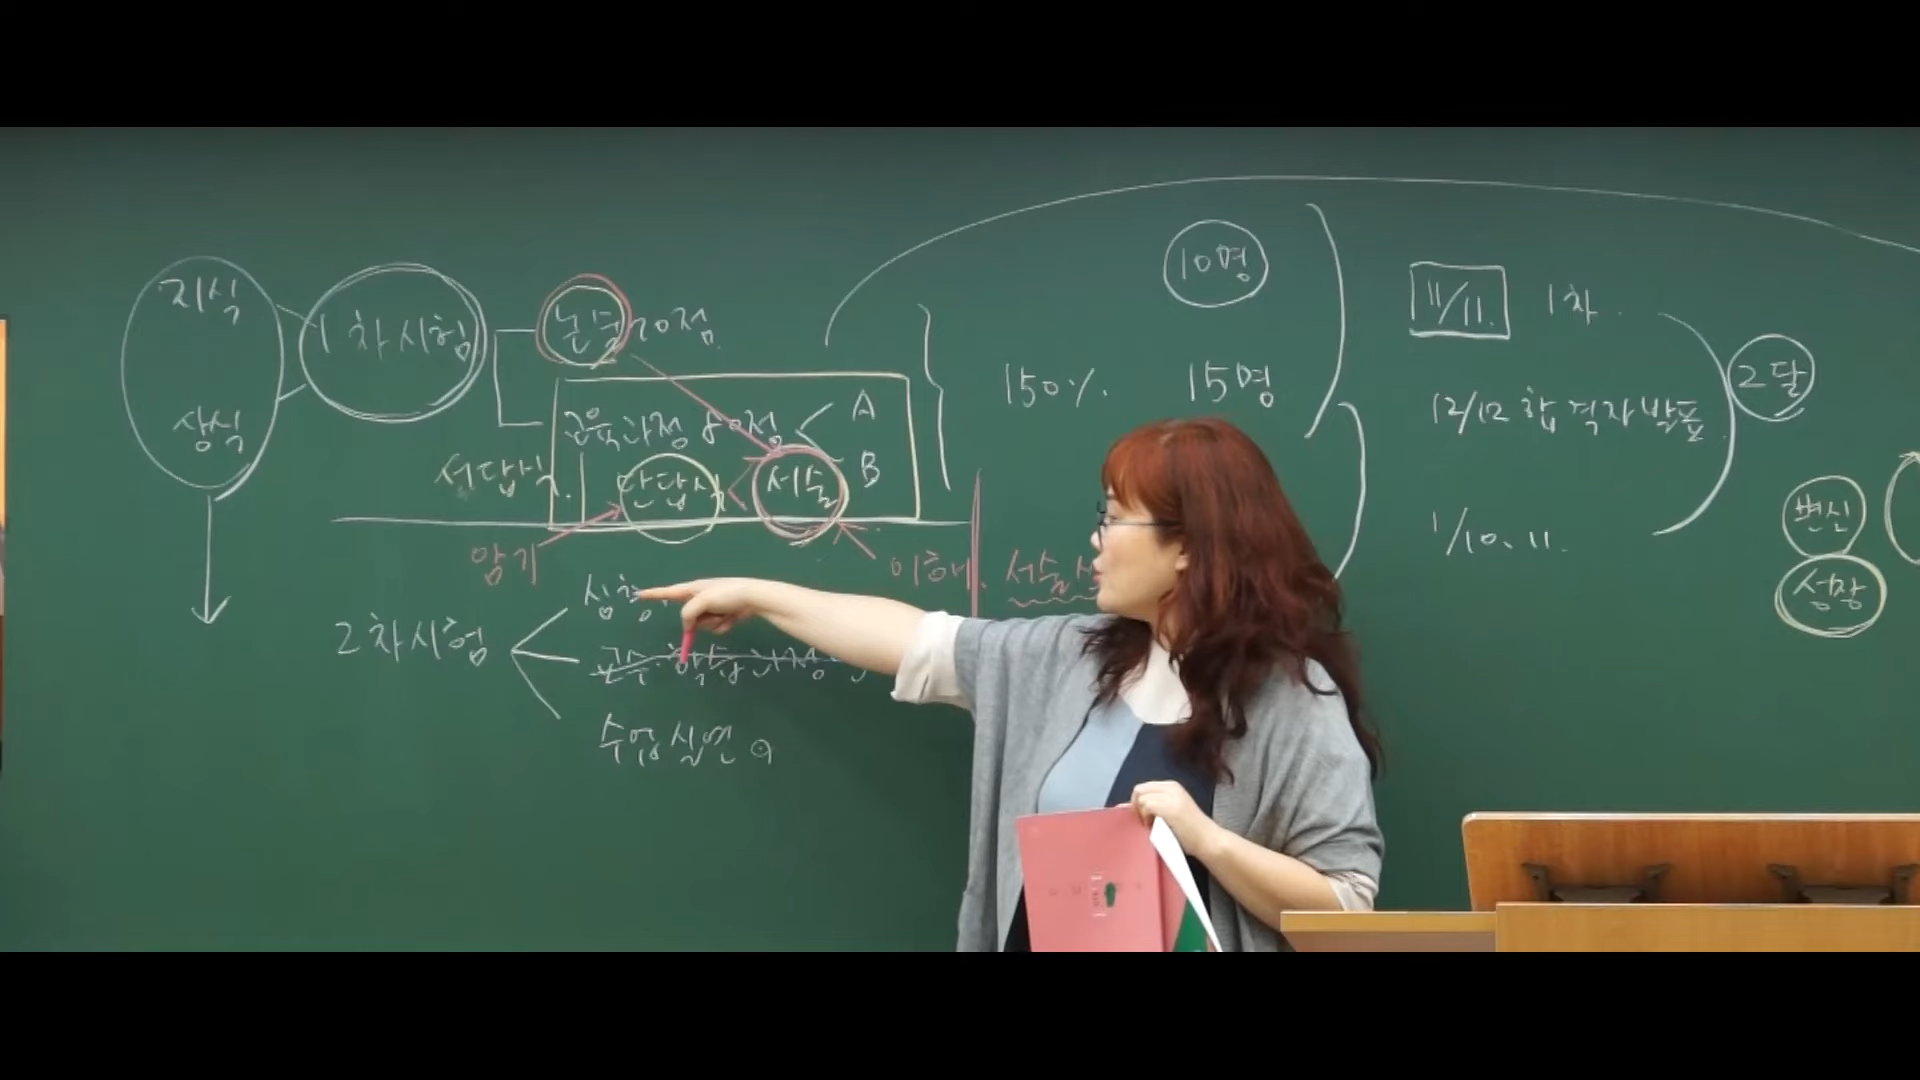 지식
상식
1차시험
논술 20점
교육과정 80점
A
B
서답식
단답식
서술
암기
이해
서술
2차시험
심층
수업실연
10명
150% 15명
11/11. 1차
12/12 합격자발표
1/10. 11.
2달
변신
성장